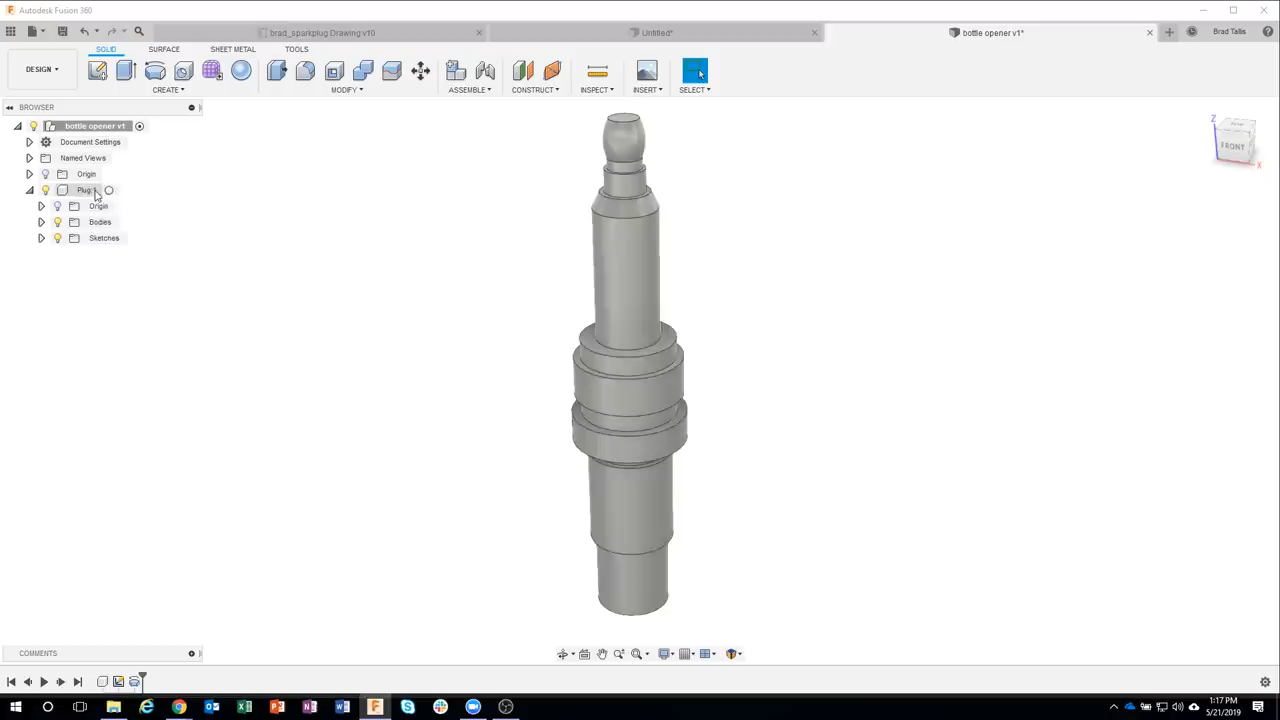 Autodesk Fusion 360
brad_sparkplug Drawing v10
Untitled*
bottle opener v1*
Brad Tallis
DESIGN
SOLID
SURFACE
SHEET METAL
TOOLS
CREATE
MODIFY
ASSEMBLE
CONSTRUCT
INSPECT
INSERT
SELECT
BROWSER
bottle opener v1
Document Settings
Named Views
Origin
Plug:1
Origin
Bodies
Sketches
Z
FRONT
X
COMMENTS
1:17 PM
5/21/2019